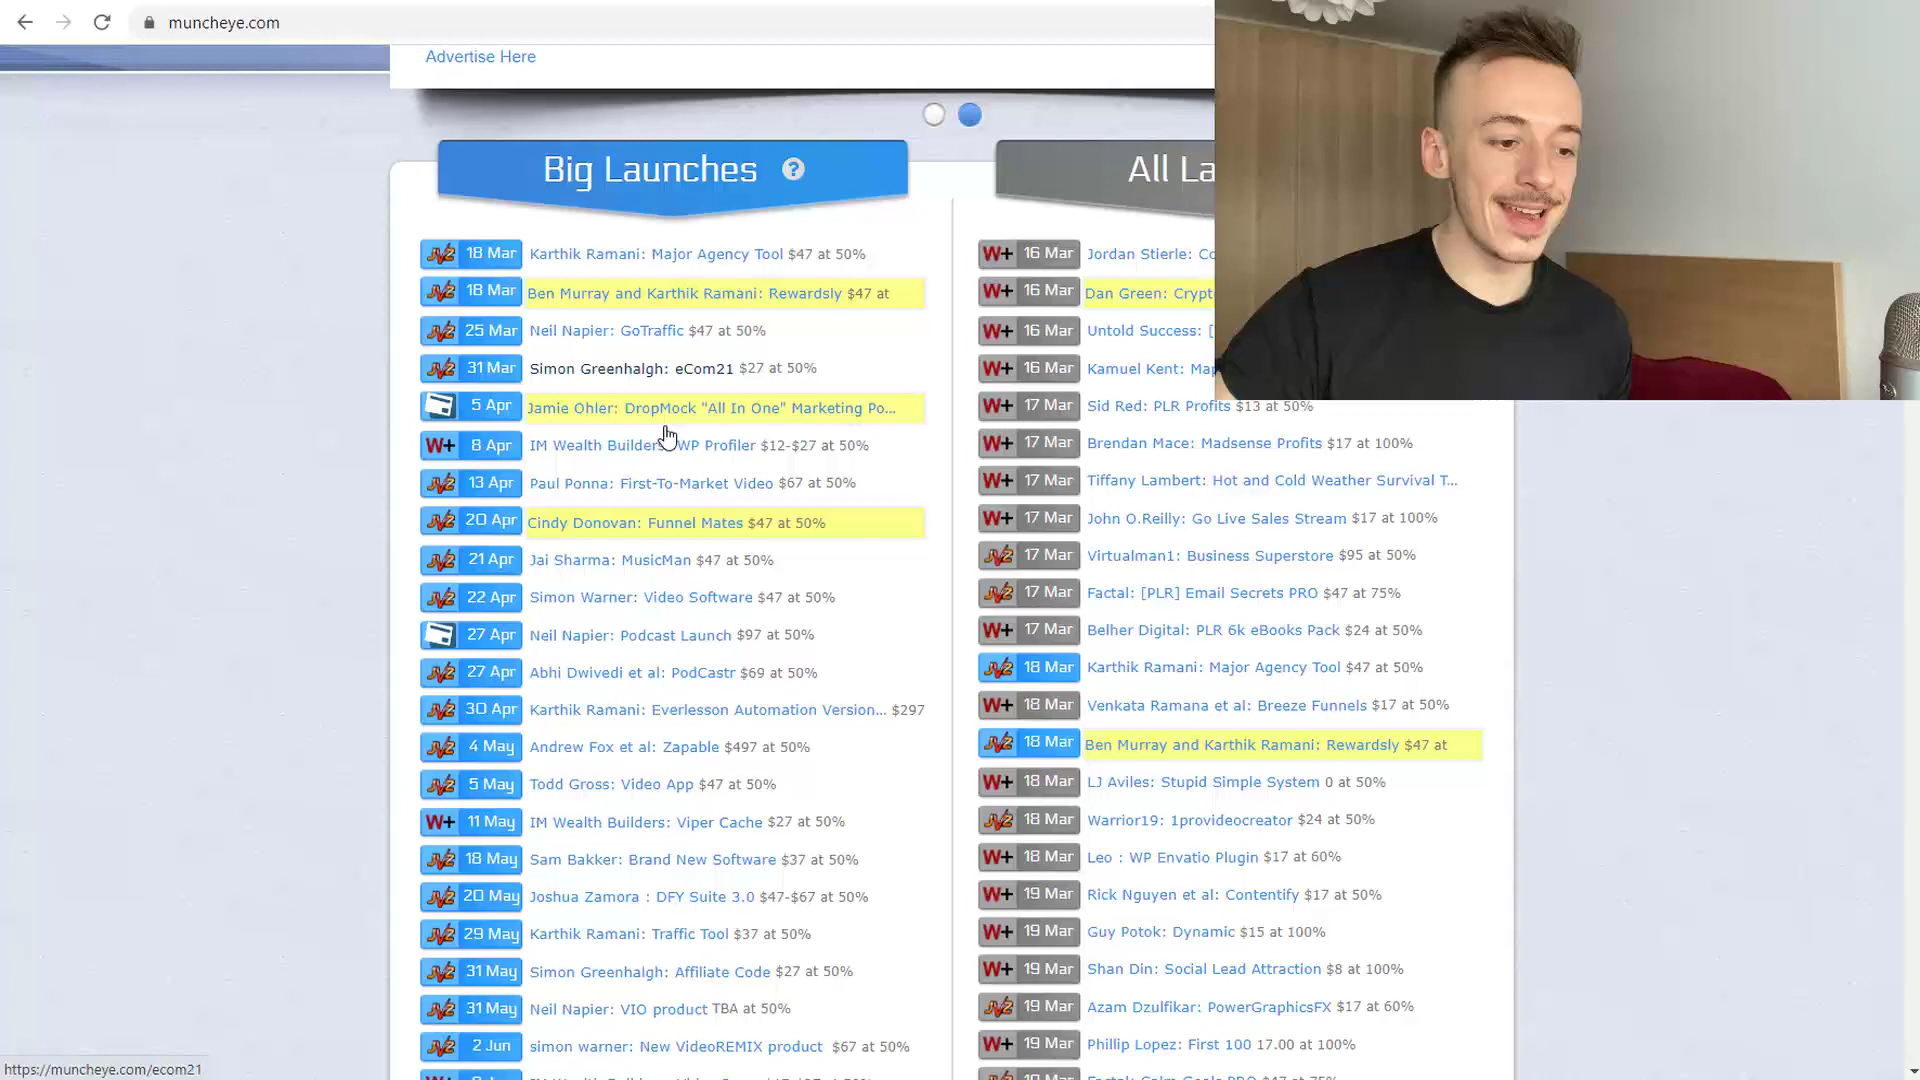 muncheye.com
Advertise Here
Big Launches ?
18 Mar Karthik Ramani: Major Agency Tool $47 at 50%
18 Mar Ben Murray and Karthik Ramani: Rewardsly $47 at
25 Mar Neil Napier: GoTraffic $47 at 50%
31 Mar Simon Greenhalgh: eCom21 $27 at 50%
5 Apr Jamie Ohler: DropMock "All In One" Marketing Po...
W+ 8 Apr IM Wealth Builders: WP Profiler $12-$27 at 50%
13 Apr Paul Ponna: First-To-Market Video $67 at 50%
20 Apr Cindy Donovan: Funnel Mates $47 at 50%
21 Apr Jai Sharma: MusicMan $47 at 50%
22 Apr Simon Warner: Video Software $47 at 50%
27 Apr Neil Napier: Podcast Launch $97 at 50%
27 Apr Abhi Dwivedi et al: PodCastr $69 at 50%
30 Apr Karthik Ramani: Everlesson Automation Version... $297
4 May Andrew Fox et al: Zapable $497 at 50%
5 May Todd Gross: Video App $47 at 50%
W+ 11 May IM Wealth Builders: Viper Cache $27 at 50%
18 May Sam Bakker: Brand New Software $37 at 50%
20 May Joshua Zamora : DFY Suite 3.0 $47-$67 at 50%
29 May Karthik Ramani: Traffic Tool $37 at 50%
31 May Simon Greenhalgh: Affiliate Code $27 at 50%
31 May Neil Napier: VIO product TBA at 50%
2 Jun simon warner: New VideoREMIX product $67 at 50%
All La
W+ 16 Mar Jordan Stierle: Co
W+ 16 Mar Dan Green: Crypt
W+ 16 Mar Untold Success: [
W+ 16 Mar Kamuel Kent: Map
W+ 17 Mar Sid Red: PLR Profits $13 at 50%
W+ 17 Mar Brendan Mace: Madsense Profits $17 at 100%
W+ 17 Mar Tiffany Lambert: Hot and Cold Weather Survival T...
W+ 17 Mar John O.Reilly: Go Live Sales Stream $17 at 100%
JV2 17 Mar Virtualman1: Business Superstore $95 at 50%
JV2 17 Mar Factal: [PLR] Email Secrets PRO $47 at 75%
W+ 17 Mar Belher Digital: PLR 6k eBooks Pack $24 at 50%
JV2 18 Mar Karthik Ramani: Major Agency Tool $47 at 50%
W+ 18 Mar Venkata Ramana et al: Breeze Funnels $17 at 50%
JV2 18 Mar Ben Murray and Karthik Ramani: Rewardsly $47 at
W+ 18 Mar LJ Aviles: Stupid Simple System 0 at 50%
JV2 18 Mar Warrior19: 1provideocreator $24 at 50%
W+ 18 Mar Leo : WP Envatio Plugin $17 at 60%
W+ 19 Mar Rick Nguyen et al: Contentify $17 at 50%
W+ 19 Mar Guy Potok: Dynamic $15 at 100%
W+ 19 Mar Shan Din: Social Lead Attraction $8 at 100%
JV2 19 Mar Azam Dzulfikar: PowerGraphicsFX $17 at 60%
W+ 19 Mar Phillip Lopez: First 100 17.00 at 100%
https://muncheye.com/ecom21